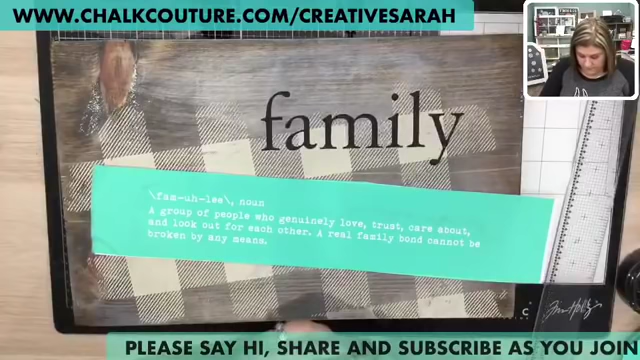 WWW.CHALKCOUTURE.COM/CREATIVESARAH
family
\fam-uh-lee\, noun
A group of people who genuinely love, trust, care about,
and look out for each other. A real family bond cannot be
broken by any means.
Tim Holtz
PLEASE SAY HI, SHARE AND SUBSCRIBE AS YOU JOIN